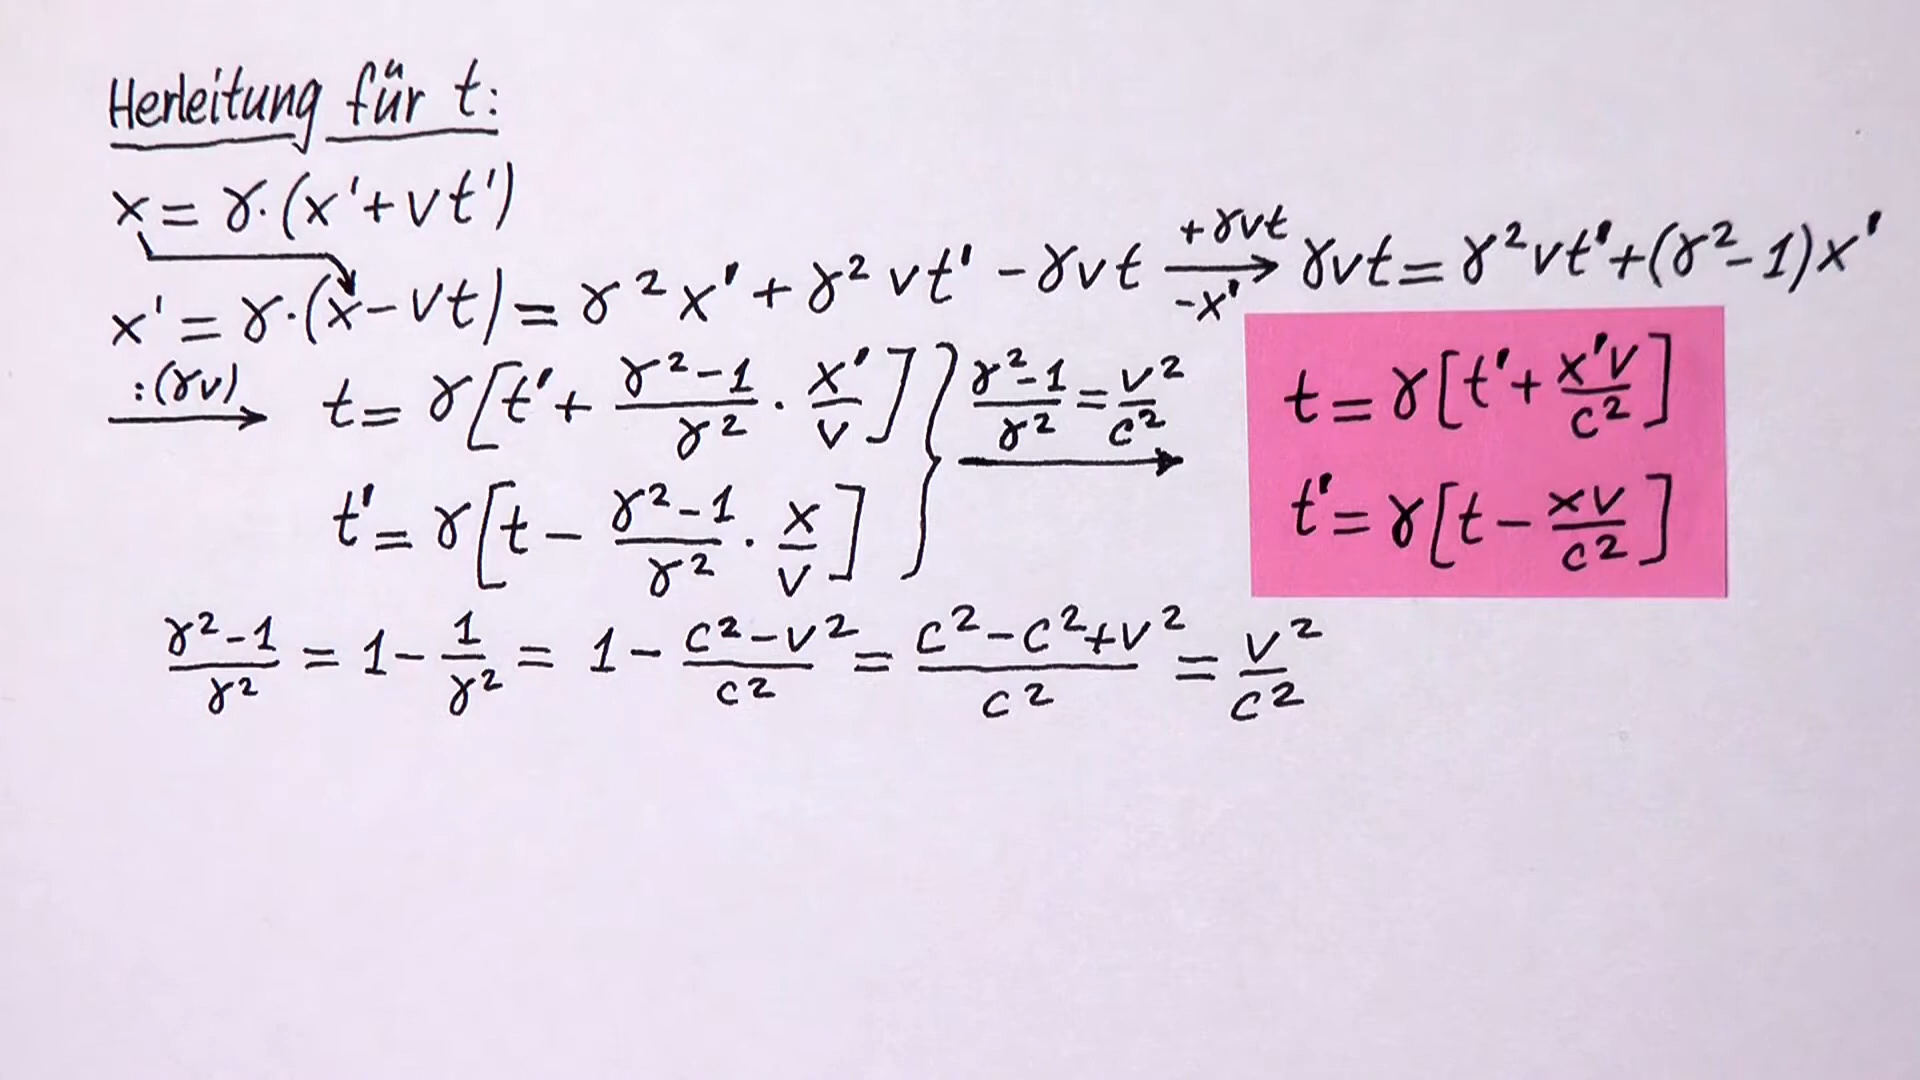 Herleitung für t:
x = γ·(x' + vt')
x' = γ·(x - vt) = γ²x' + γ²vt' - γvt +γvt -x' → γvt = γ²vt' + (γ²-1)x'
:(γv) → t = γ[t' + (γ²-1)/γ² · x'/v] } (γ²-1)/γ² = v²/c² → t = γ[t' + x'v/c²]
t' = γ[t - (γ²-1)/γ² · x/v] t' = γ[t - xv/c²]
(γ²-1)/γ² = 1 - 1/γ² = 1 - (c²-v²)/c² = (c²-c²+v²)/c² = v²/c²